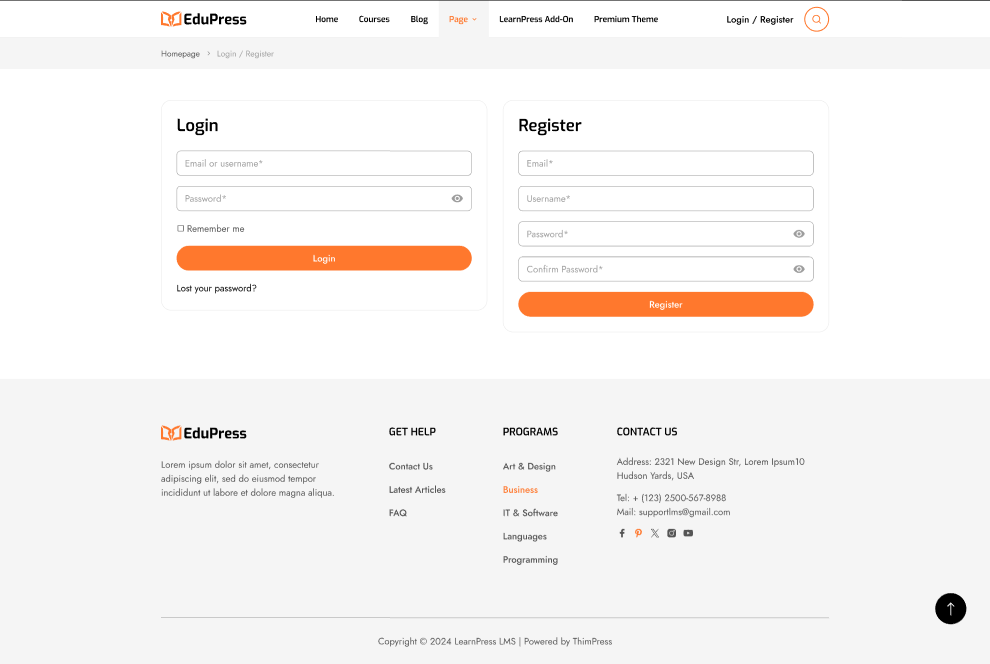 EduPress
Home Courses Blog Page LearnPress Add-On Premium Theme Login / Register
Homepage Login / Register
Login
Email or username*
Password*
Remember me
Login
Lost your password?
Register
Email*
Username*
Password*
Confirm Password*
Register
EduPress
Lorem ipsum dolor sit amet, consectetur
adipiscing elit, sed do eiusmod tempor
incididunt ut labore et dolore magna aliqua.
GET HELP
Contact Us
Latest Articles
FAQ
PROGRAMS
Art & Design
Business
IT & Software
Languages
Programming
CONTACT US
Address: 2321 New Design Str, Lorem Ipsum10
Hudson Yards, USA
Tel: + (123) 2500-567-8988
Mail: supportlms@gmail.com
Copyright © 2024 LearnPress LMS | Powered by ThimPress